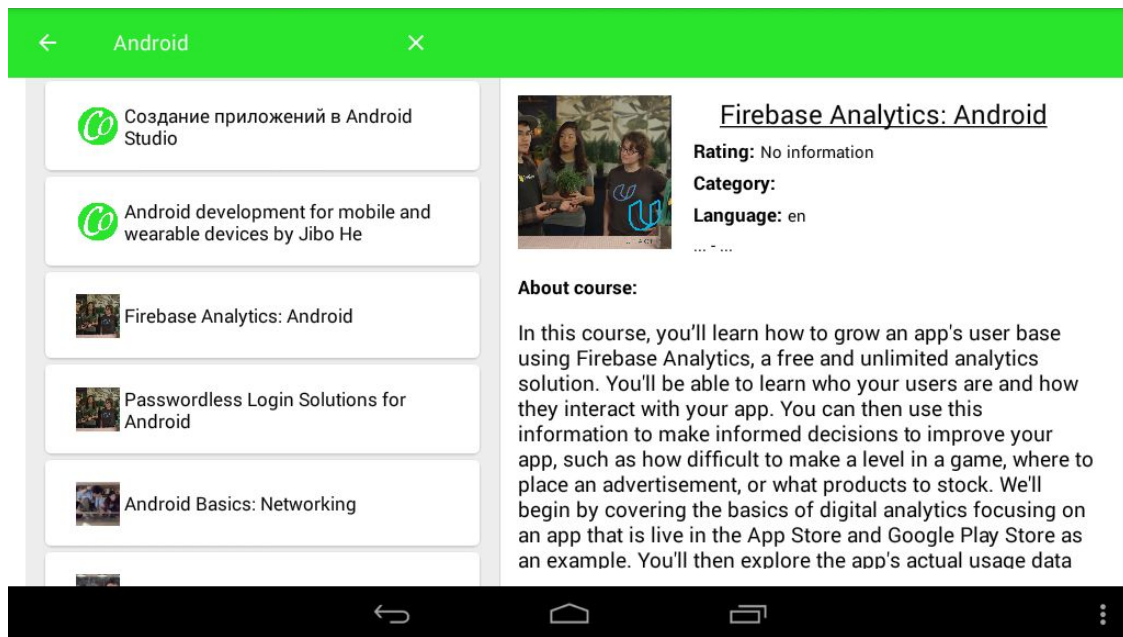 Android
Создание приложений в Android
Studio
Android development for mobile and
wearable devices by Jibo He
Firebase Analytics: Android
Passwordless Login Solutions for
Android
Android Basics: Networking
Firebase Analytics: Android
Rating: No information
Category:
Language: en
... - ...
About course:
In this course, you’ll learn how to grow an app's user base
using Firebase Analytics, a free and unlimited analytics
solution. You'll be able to learn who your users are and how
they interact with your app. You can then use this
information to make informed decisions to improve your
app, such as how difficult to make a level in a game, where to
place an advertisement, or what products to stock. We'll
begin by covering the basics of digital analytics focusing on
an app that is live in the App Store and Google Play Store as
an example. You'll then explore the app's actual usage data